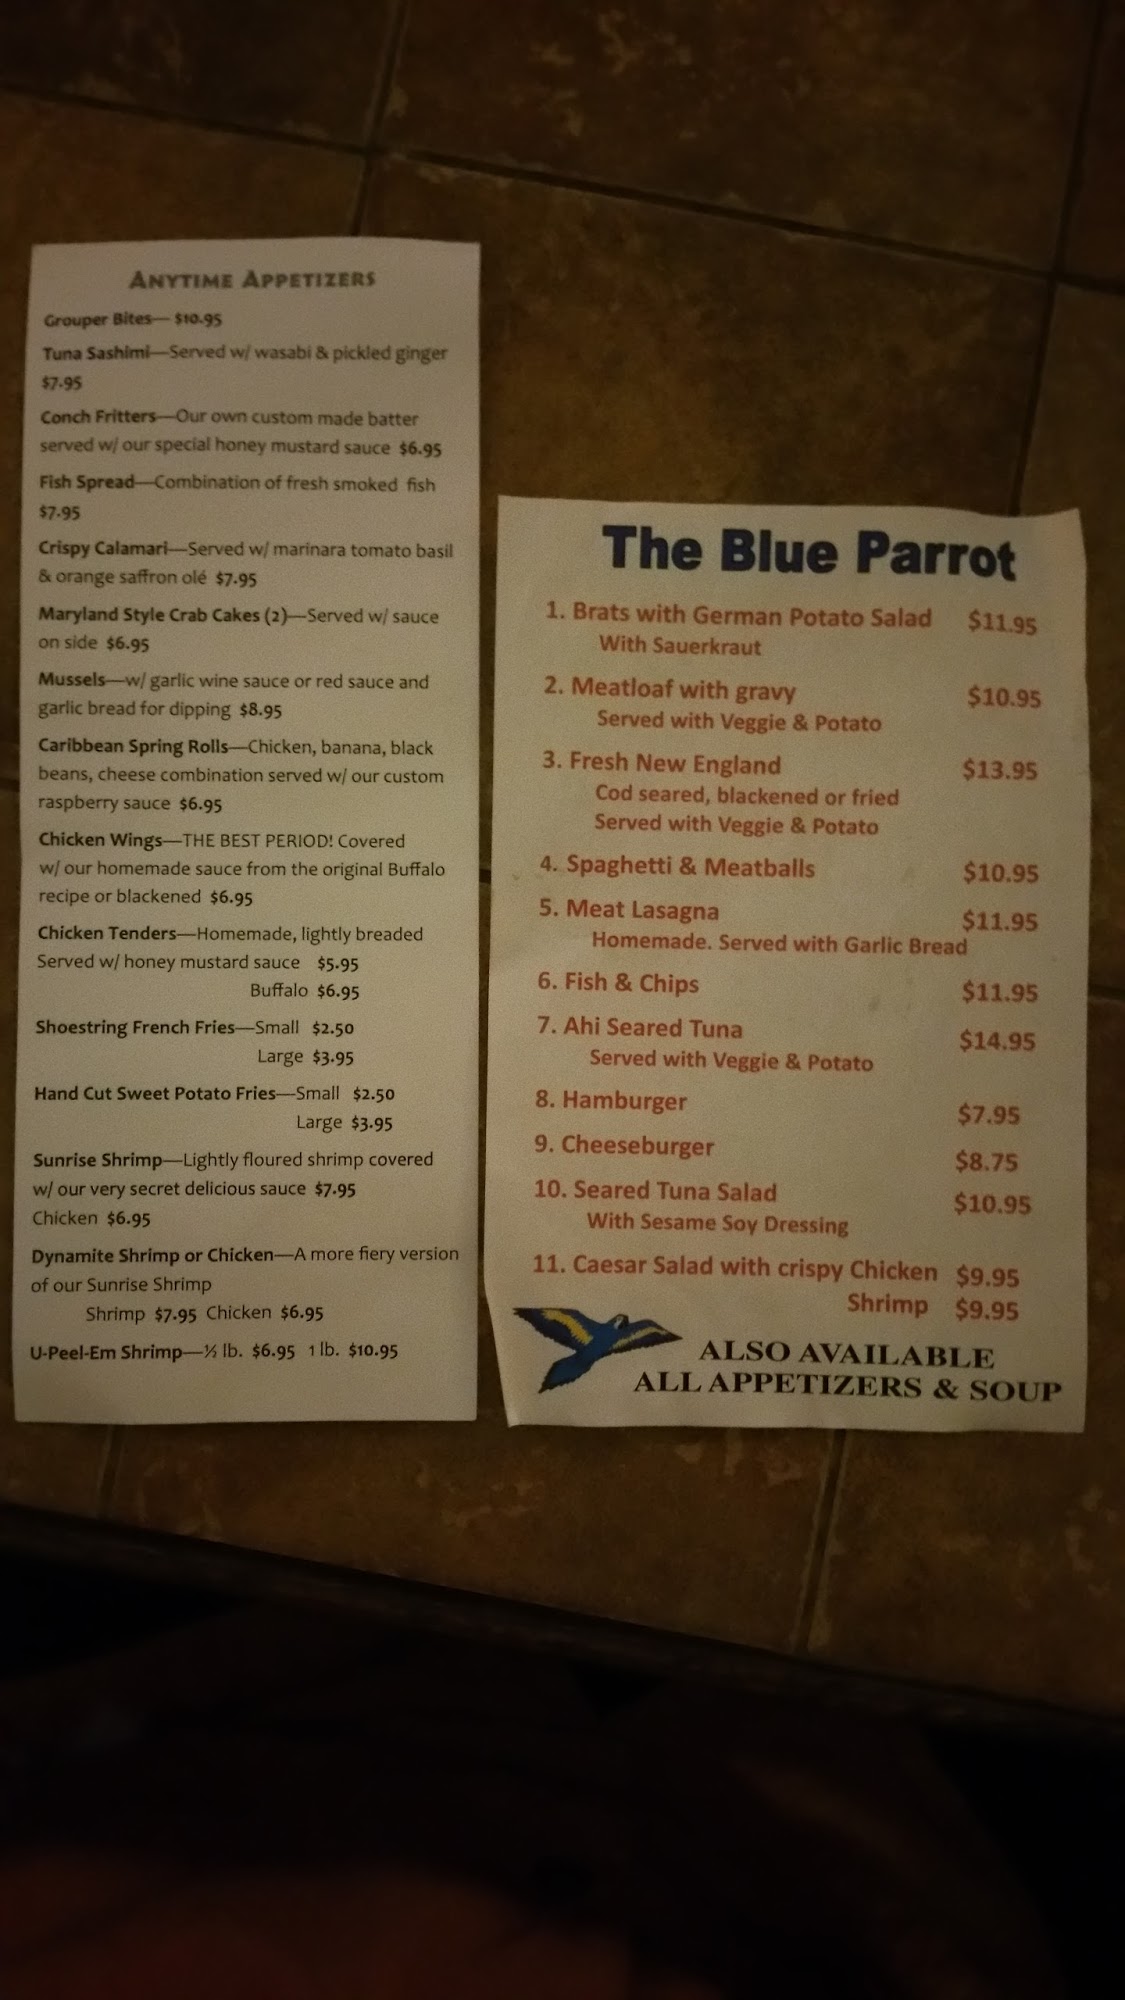 ANYTIME APPETIZERS
Grouper Bites— $10.95
Tuna Sashimi—Served w/ wasabi & pickled ginger
$7.95
Conch Fritters—Our own custom made batter
served w/ our special honey mustard sauce $6.95
Fish Spread—Combination of fresh smoked fish
$7.95
Crispy Calamari—Served w/ marinara tomato basil
& orange saffron olé $7.95
Maryland Style Crab Cakes (2)—Served w/ sauce
on side $6.95
Mussels—w/ garlic wine sauce or red sauce and
garlic bread for dipping $8.95
Caribbean Spring Rolls—Chicken, banana, black
beans, cheese combination served w/ our custom
raspberry sauce $6.95
Chicken Wings—THE BEST PERIOD! Covered
w/ our homemade sauce from the original Buffalo
recipe or blackened $6.95
Chicken Tenders—Homemade, lightly breaded
Served w/ honey mustard sauce $5.95
Buffalo $6.95
Shoestring French Fries—Small $2.50
Large $3.95
Hand Cut Sweet Potato Fries—Small $2.50
Large $3.95
Sunrise Shrimp—Lightly floured shrimp covered
w/ our very secret delicious sauce $7.95
Chicken $6.95
Dynamite Shrimp or Chicken—A more fiery version
of our Sunrise Shrimp
Shrimp $7.95 Chicken $6.95
U-Peel-Em Shrimp—½ lb. $6.95 1 lb. $10.95
The Blue Parrot
1. Brats with German Potato Salad $11.95
With Sauerkraut
2. Meatloaf with gravy $10.95
Served with Veggie & Potato
3. Fresh New England $13.95
Cod seared, blackened or fried
Served with Veggie & Potato
4. Spaghetti & Meatballs $10.95
5. Meat Lasagna $11.95
Homemade. Served with Garlic Bread
6. Fish & Chips $11.95
7. Ahi Seared Tuna $14.95
Served with Veggie & Potato
8. Hamburger $7.95
9. Cheeseburger $8.75
10. Seared Tuna Salad $10.95
With Sesame Soy Dressing
11. Caesar Salad with crispy Chicken $9.95
Shrimp $9.95
ALSO AVAILABLE
ALL APPETIZERS & SOUP